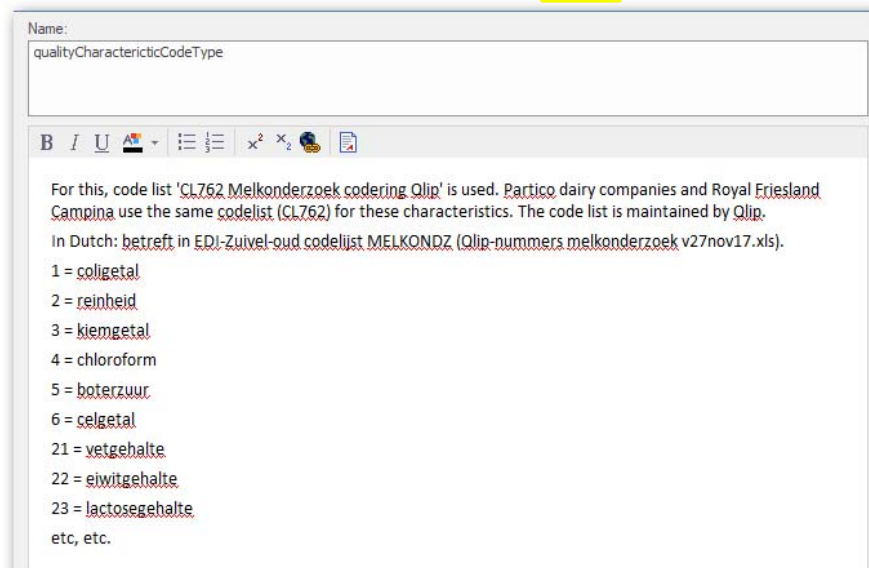 Name:
qualityCharactericticCodeType
B I U A x² ×₂
For this, code list 'CL762 Melkonderzoek codering Qlip' is used. Partico dairy companies and Royal Friesland
Campina use the same codelist (CL762) for these characteristics. The code list is maintained by Qlip.
In Dutch: betreft in EDI-Zuivel-oud codelijst MELKONDZ (Qlip-nummers melkonderzoek v27nov17.xls).
1 = coligetal
2 = reinheid
3 = kiemgetal
4 = chloroform
5 = boterzuur
6 = celgetal
21 = vetgehalte
22 = eiwitgehalte
23 = lactosegehalte
etc, etc.